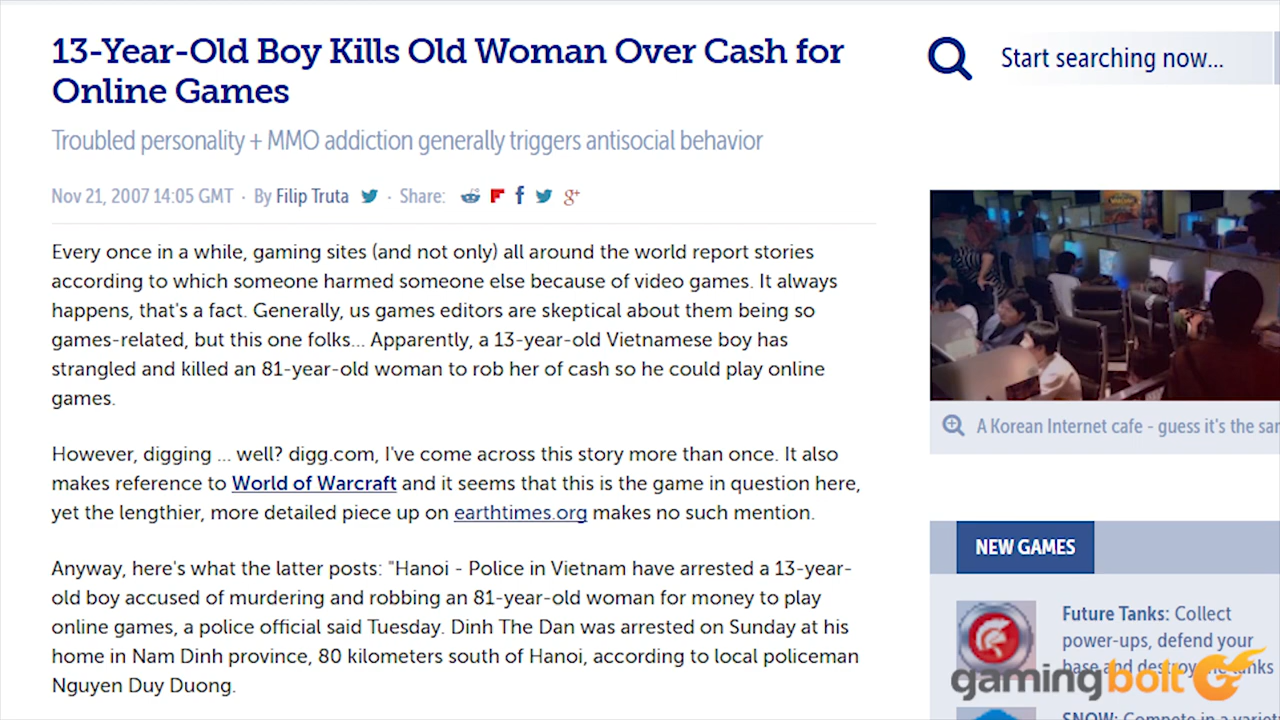 13-Year-Old Boy Kills Old Woman Over Cash for
Online Games
Troubled personality + MMO addiction generally triggers antisocial behavior
Nov 21, 2007 14:05 GMT · By Filip Truta · Share:
Every once in a while, gaming sites (and not only) all around the world report stories
according to which someone harmed someone else because of video games. It always
happens, that's a fact. Generally, us games editors are skeptical about them being so
games-related, but this one folks... Apparently, a 13-year-old Vietnamese boy has
strangled and killed an 81-year-old woman to rob her of cash so he could play online
games.
However, digging ... well? digg.com, I've come across this story more than once. It also
makes reference to World of Warcraft and it seems that this is the game in question here,
yet the lengthier, more detailed piece up on earthtimes.org makes no such mention.
Anyway, here's what the latter posts: "Hanoi - Police in Vietnam have arrested a 13-year-
old boy accused of murdering and robbing an 81-year-old woman for money to play
online games, a police official said Tuesday. Dinh The Dan was arrested on Sunday at his
home in Nam Dinh province, 80 kilometers south of Hanoi, according to local policeman
Nguyen Duy Duong.
Start searching now...
A Korean Internet cafe - guess it's the sa
NEW GAMES
Future Tanks: Collect
power-ups, defend your
base and destroy the tanks
SNOW: Compete in a variet
gamingbolt